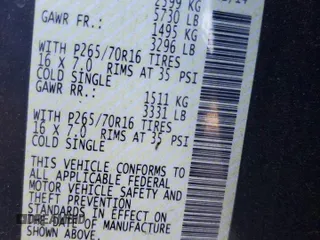 2599 KG
5730 LB
GAWR FR.:
1495 KG
3296 LB
WITH P265/70R16 TIRES
16 X 7.0 RIMS AT 35 PSI
COLD SINGLE
GAWR RR.:
1511 KG
3331 LB
WITH P265/70R16 TIRES
16 X 7.0 RIMS AT 35 PSI
COLD SINGLE
THIS VEHICLE CONFORMS TO
ALL APPLICABLE FEDERAL
MOTOR VEHICLE SAFETY AND
THEFT PREVENTION
STANDARDS IN EFFECT ON
THE DATE OF MANUFACTURE
SHOWN ABOVE.